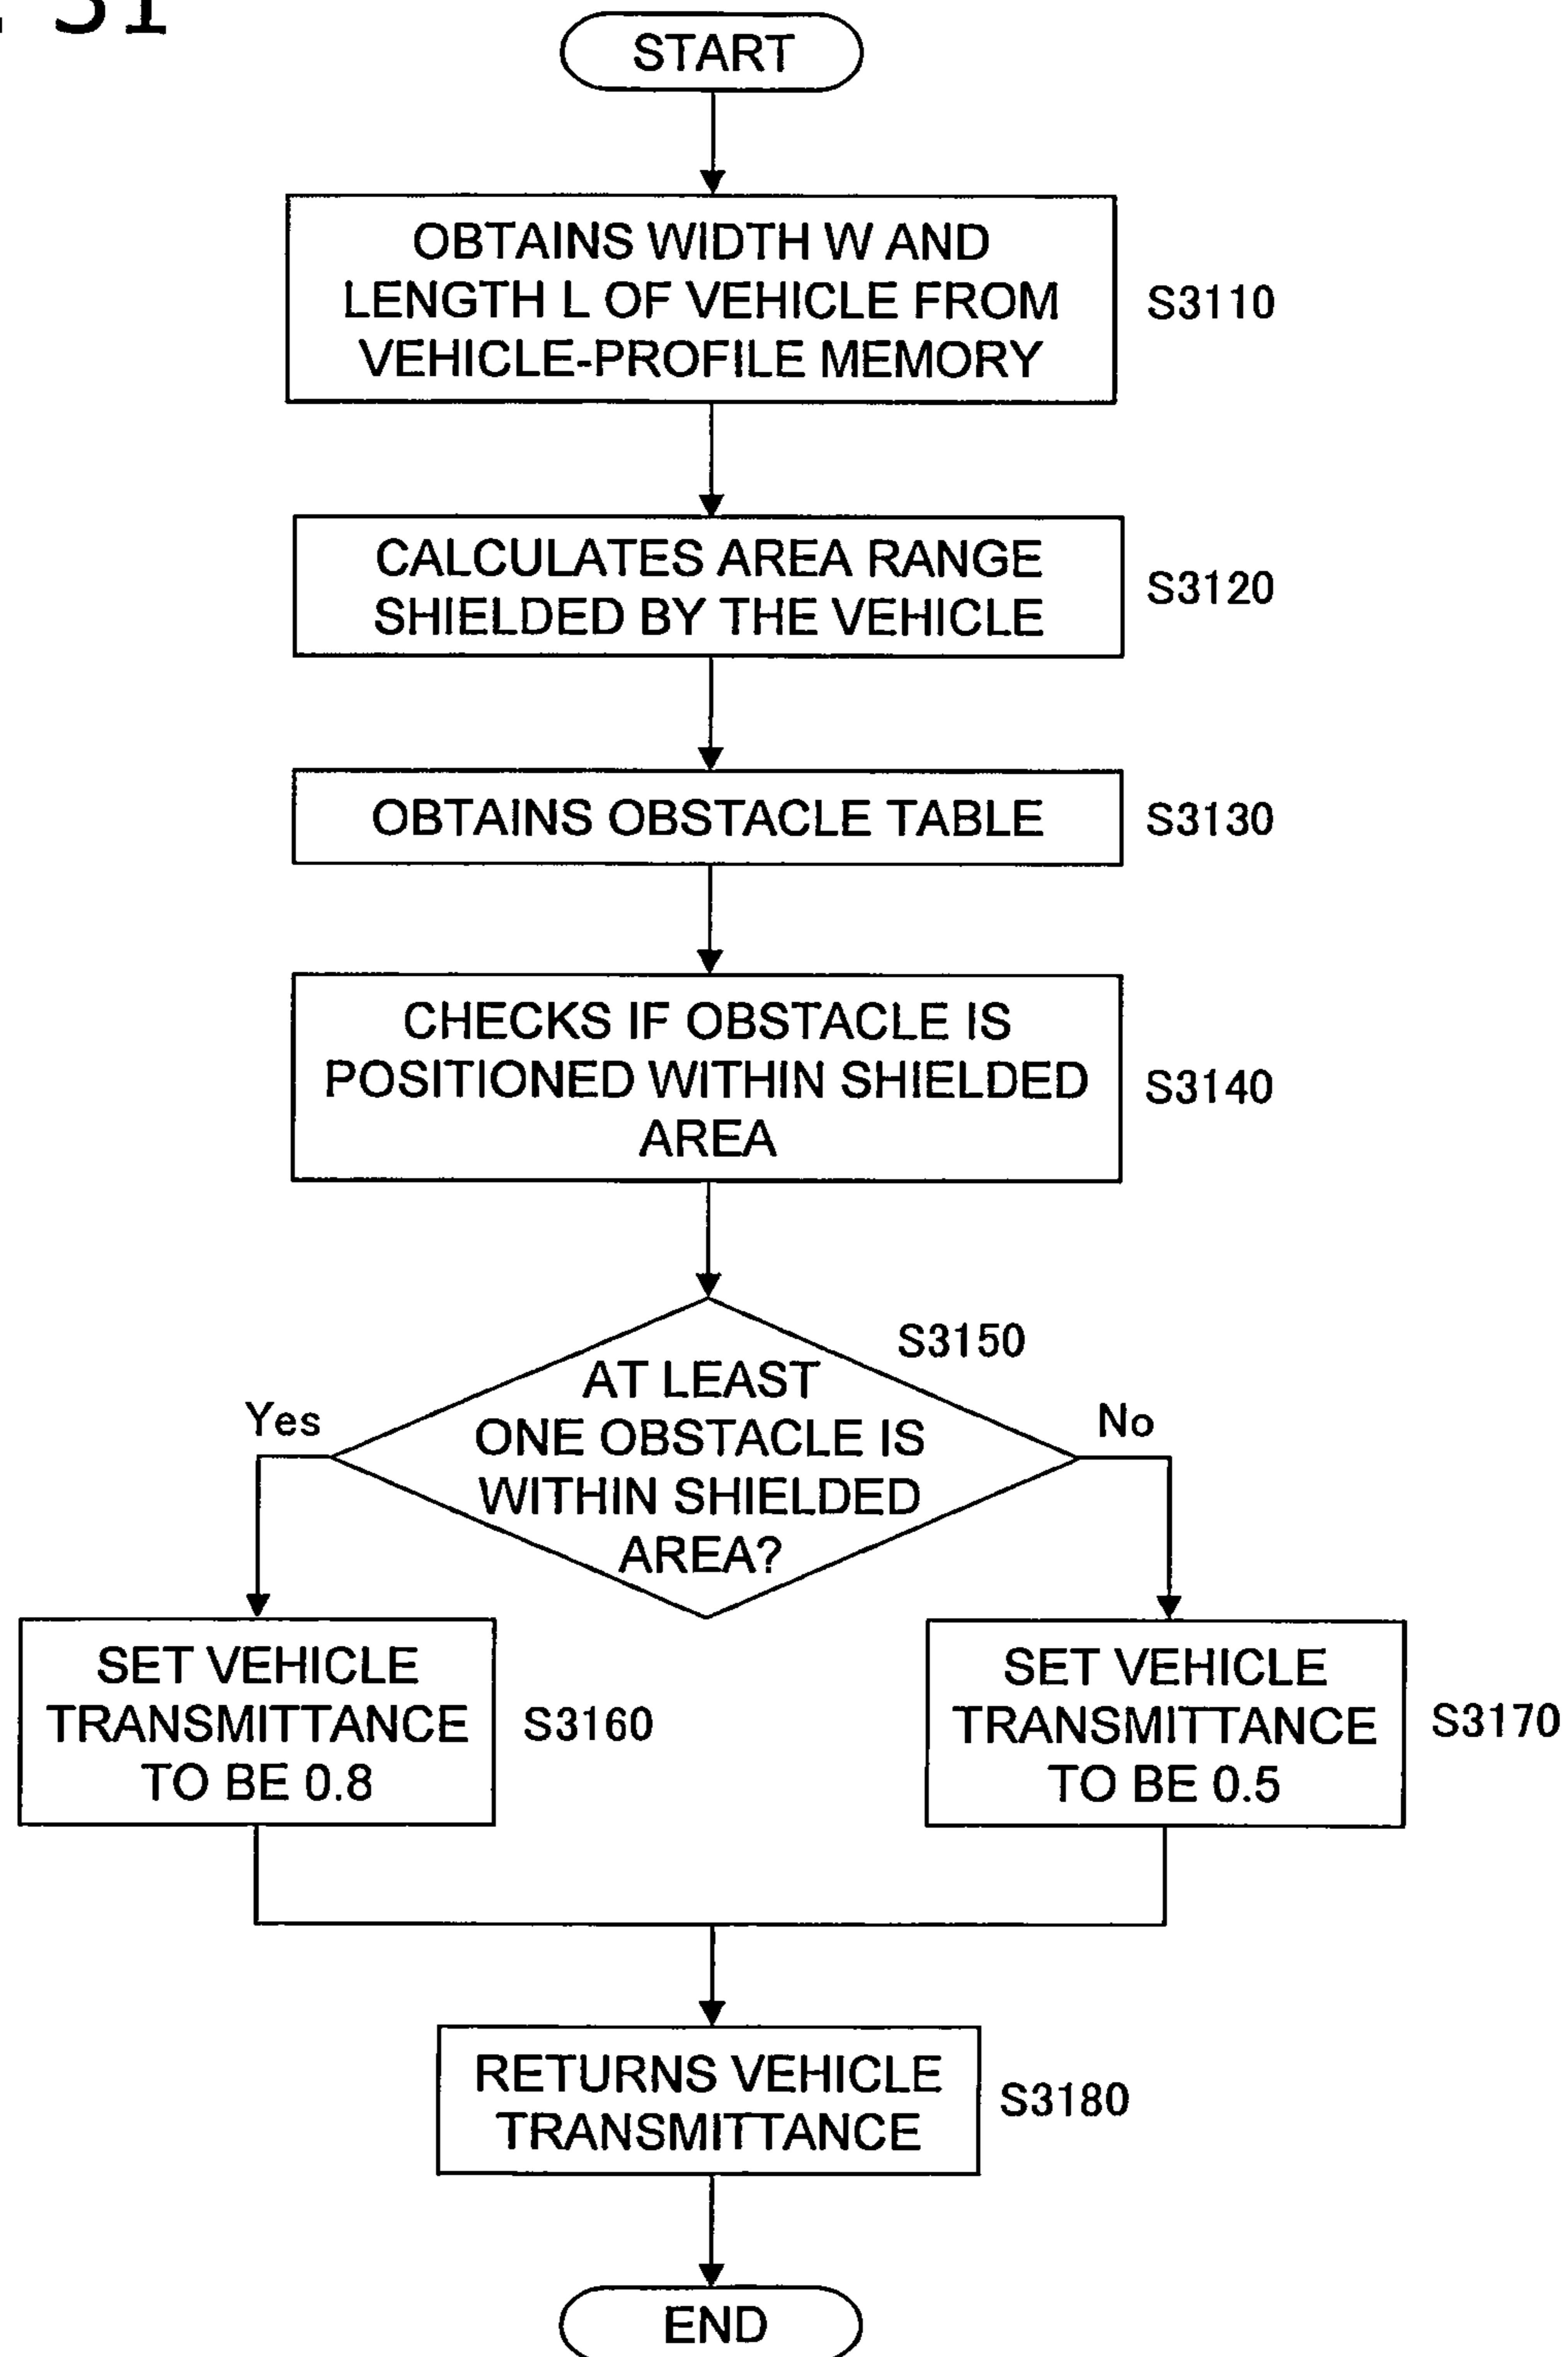 31
START
OBTAINS WIDTH W AND
LENGTH L OF VEHICLE FROM
VEHICLE-PROFILE MEMORY
S3110
CALCULATES AREA RANGE
SHIELDED BY THE VEHICLE
S3120
OBTAINS OBSTACLE TABLE
S3130
CHECKS IF OBSTACLE IS
POSITIONED WITHIN SHIELDED
AREA
S3140
S3150
AT LEAST
ONE OBSTACLE IS
WITHIN SHIELDED
AREA?
Yes
No
SET VEHICLE
TRANSMITTANCE
TO BE 0.8
S3160
SET VEHICLE
TRANSMITTANCE
TO BE 0.5
S3170
RETURNS VEHICLE
TRANSMITTANCE
S3180
END